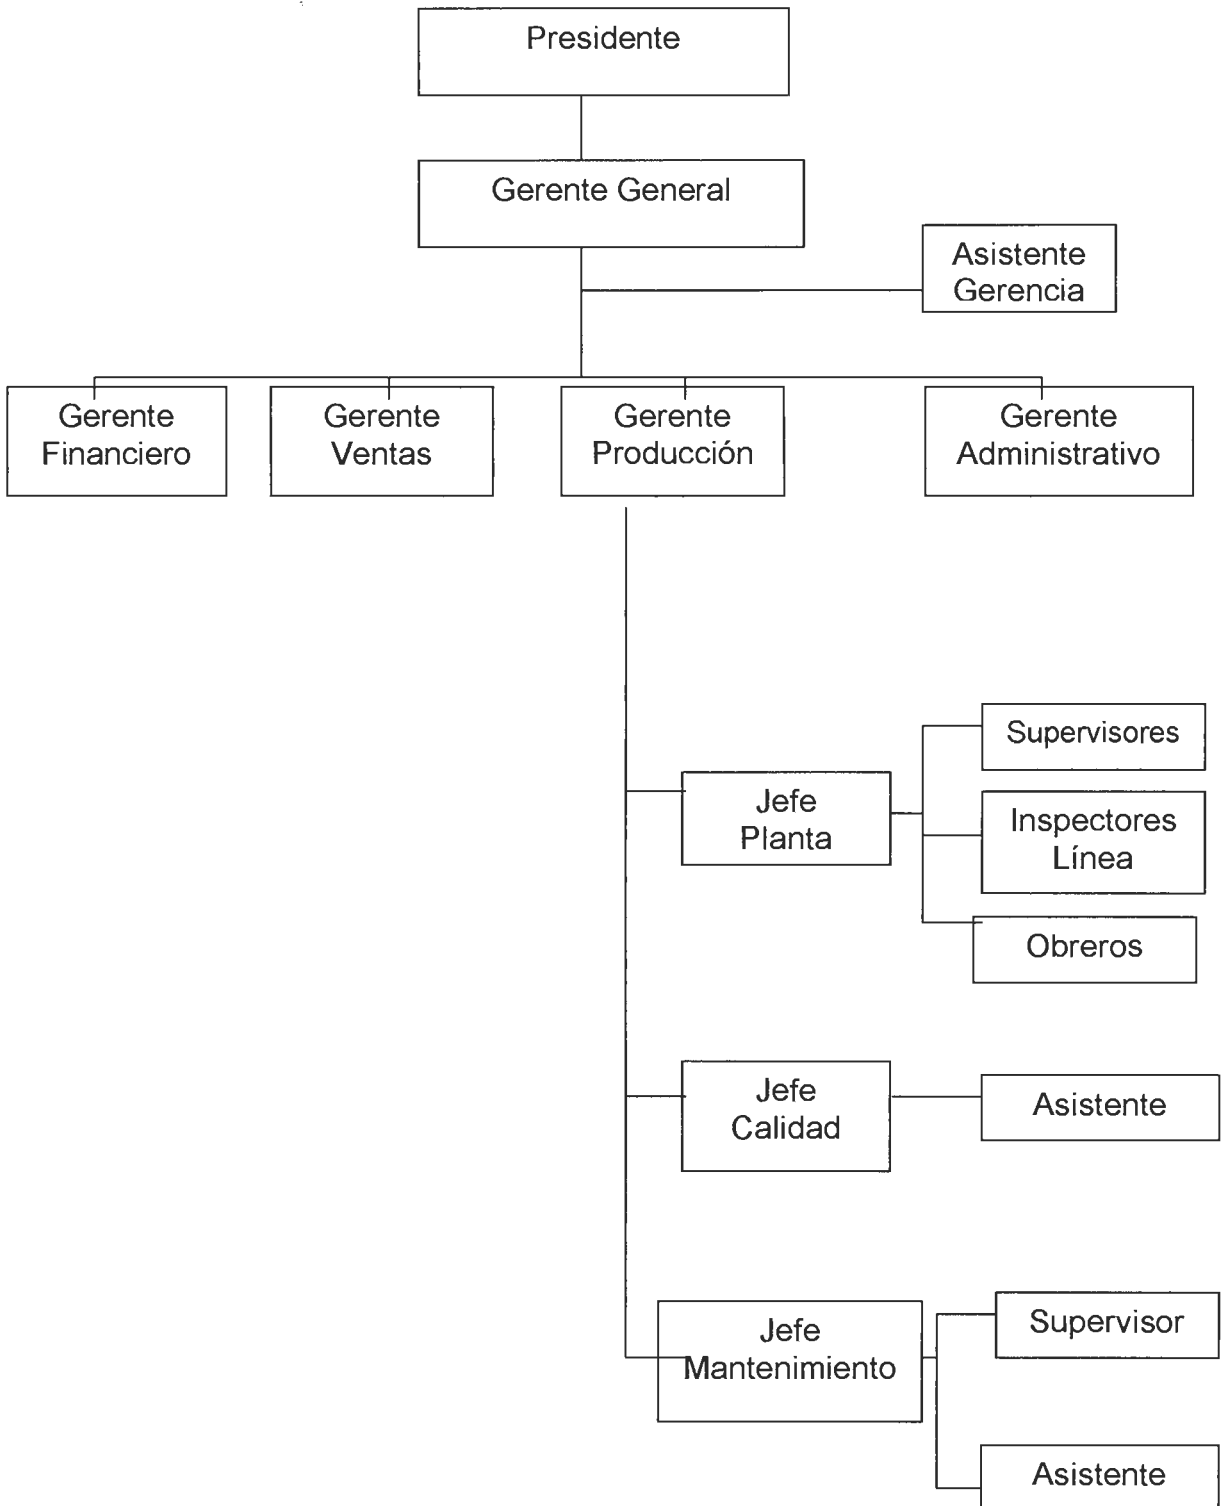 Presidente
Gerente General
Asistente
Gerencia
Gerente
Financiero
Gerente
Ventas
Gerente
Producción
Gerente
Administrativo
Jefe
Planta
Supervisores
Inspectores
Línea
Obreros
Jefe
Calidad
Asistente
Jefe
Mantenimiento
Supervisor
Asistente